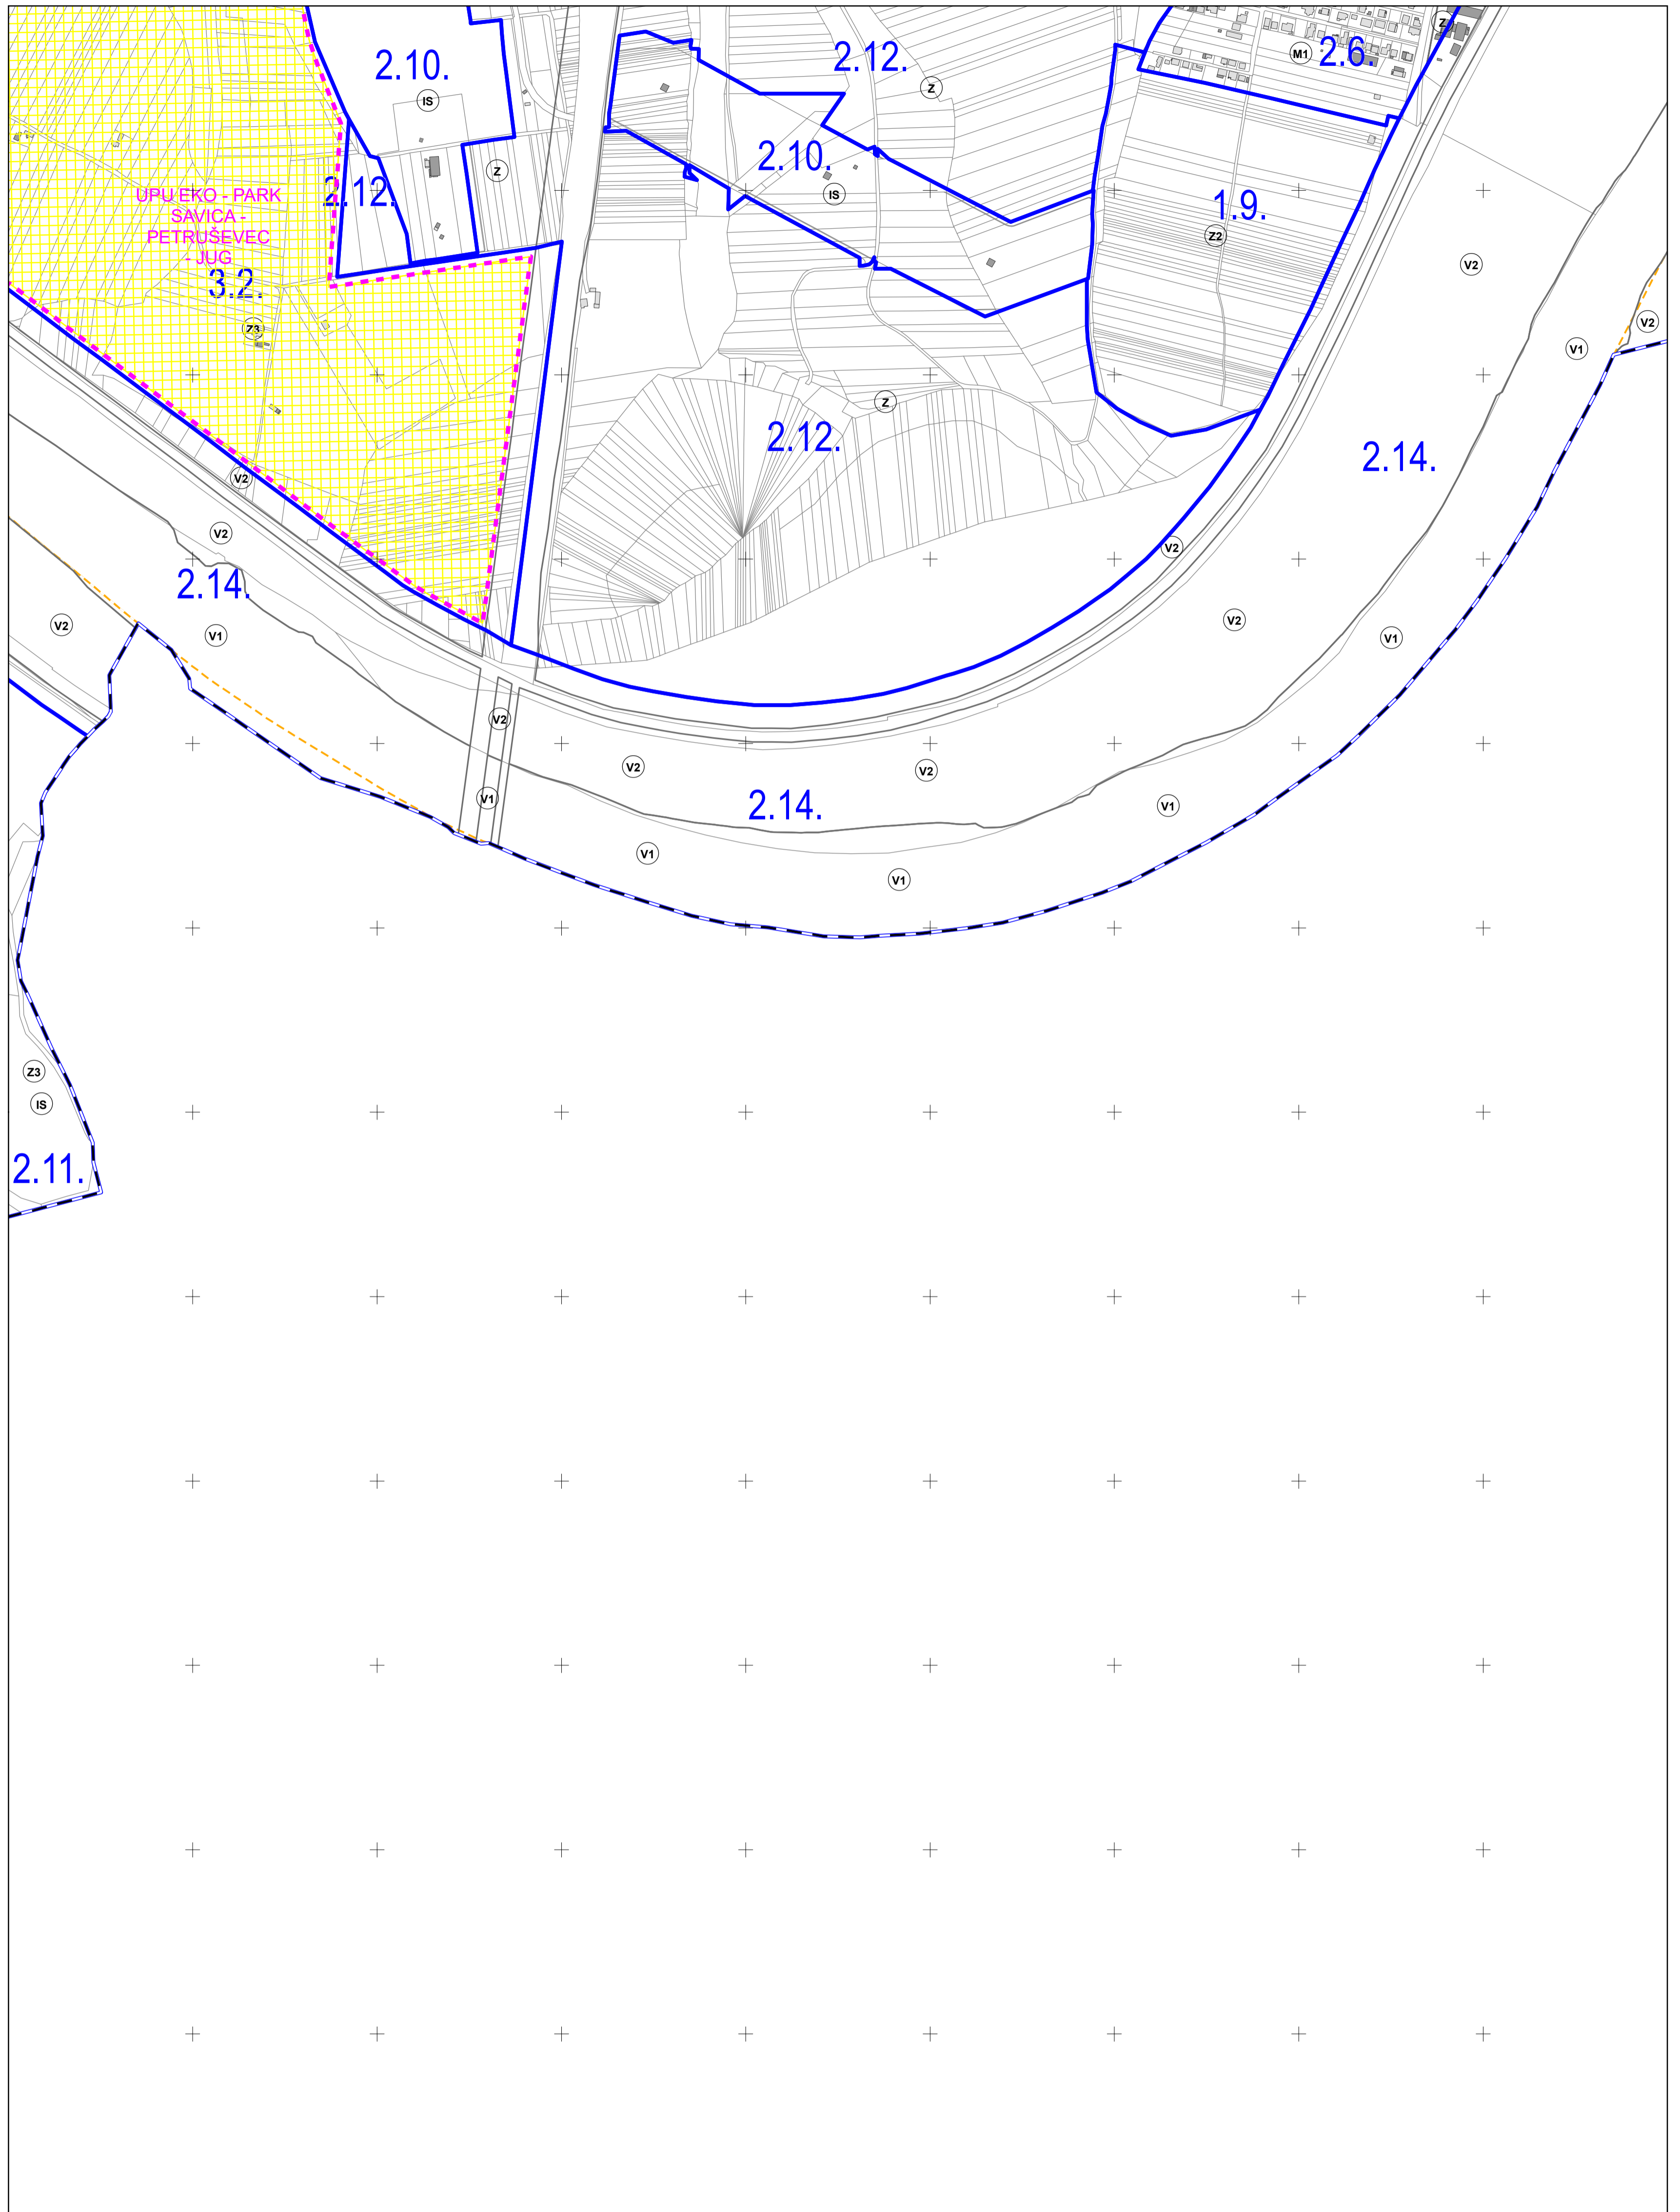 Z
2.6.
M1
2.12.
2.10.
Z
IS
2.10.
Z
2.12.
UPU EKO - PARK
SAVICA -
PETRUŠEVEC
- JUG
IS
1.9.
Z2
V2
3.2.
Z3
V2
V1
Z
2.12.
2.14.
V2
V2
V2
2.14.
V2
V1
V2
V1
V2
V2
V2
V1
2.14.
V1
V1
V1
Z3
IS
2.11.